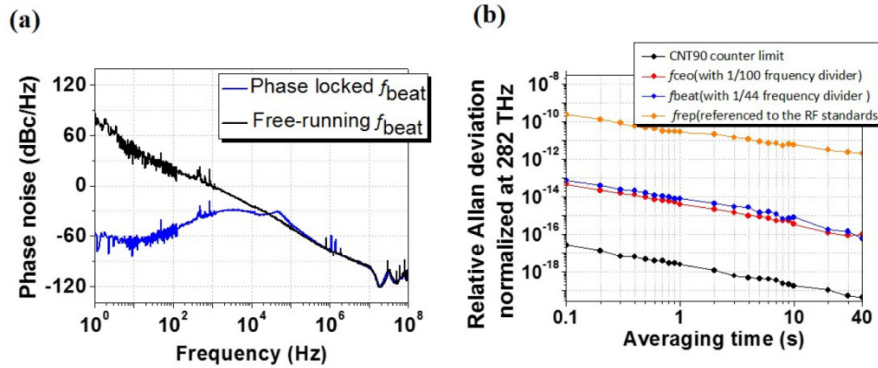 (a)
120
60
0
-60
-120
Phase noise (dBc/Hz)
Phase locked fbeat
Free-running fbeat
10^0 10^2 10^4 10^6 10^8
Frequency (Hz)
(b)
CNT90 counter limit
fceo(with 1/100 frquency divider)
fbeat(with 1/44 frequency divider )
frep(referenced to the RF standards
10^-8
10^-10
10^-12
10^-14
10^-16
10^-18
Relative Allan deviation
normalized at 282 THz
0.1 1 10 40
Averaging time (s)